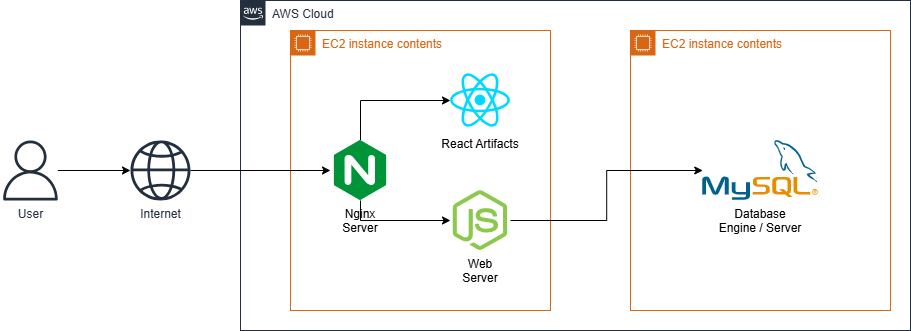 aws
AWS Cloud
EC2 instance contents
EC2 instance contents
React Artifacts
N
User
Internet
Nginx
Server
JS
Web
Server
MySQL®
Database
Engine / Server